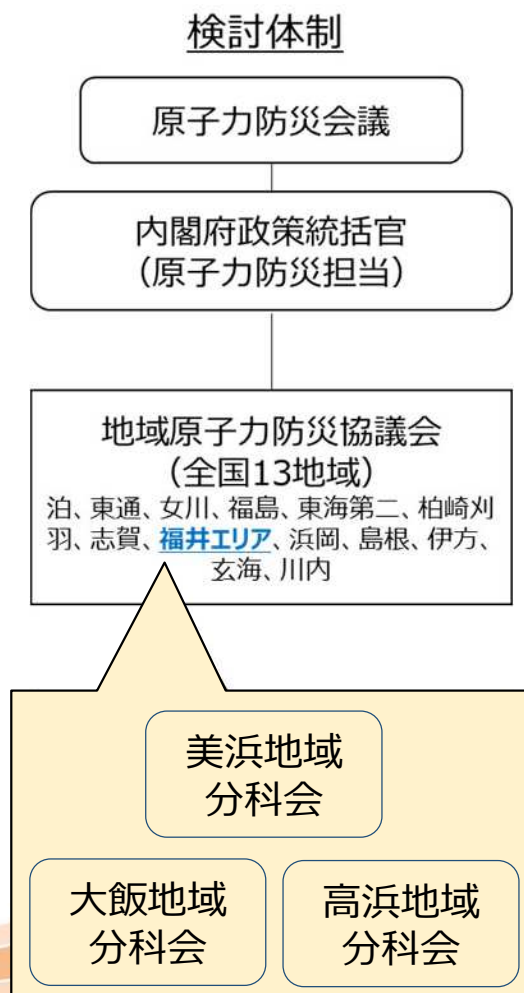 検討体制
原子力防災会議
内閣府政策統括官
（原子力防災担当）
地域原子力防災協議会
（全国13地域）
泊、東通、女川、福島、東海第二、柏崎刈
羽、志賀、福井エリア、浜岡、島根、伊方、
玄海、川内
美浜地域
分科会
大飯地域
分科会
高浜地域
分科会